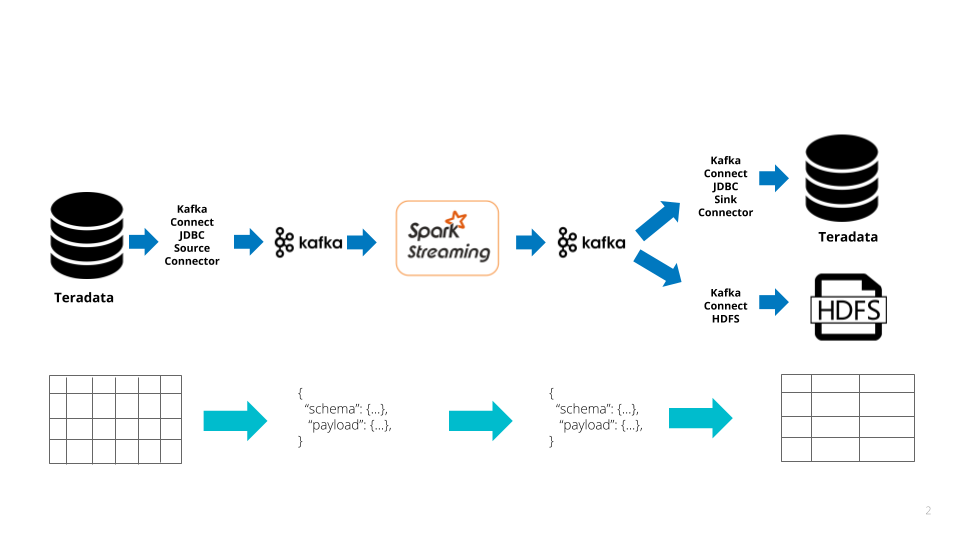 Teradata
Kafka
Connect
JDBC
Source
Connector
kafka
Spark
Streaming
kafka
Kafka
Connect
JDBC
Sink
Connector
Teradata
Kafka
Connect
HDFS
HDFS
{
“schema”: {...},
“payload”: {...},
}
{
“schema”: {...},
“payload”: {...},
}
2